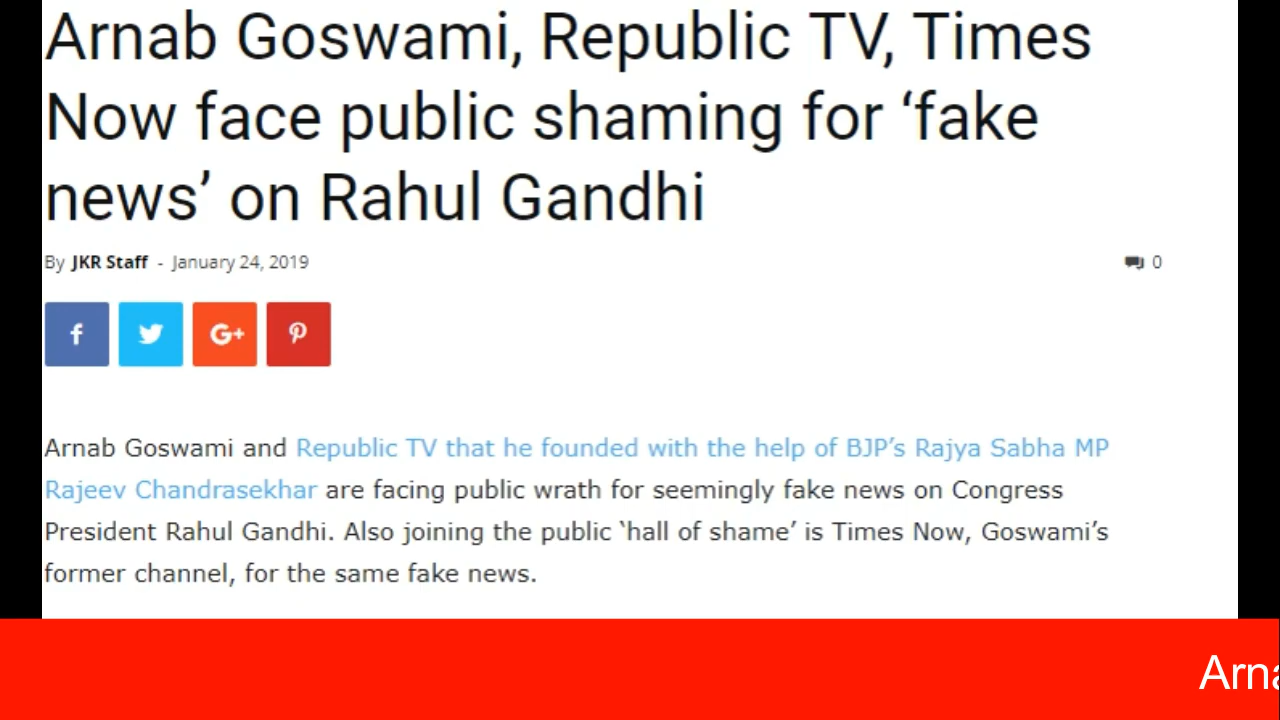 Arnab Goswami, Republic TV, Times
Now face public shaming for ‘fake
news’ on Rahul Gandhi
By JKR Staff - January 24, 2019
0
f
G+
Arnab Goswami and Republic TV that he founded with the help of BJP’s Rajya Sabha MP
Rajeev Chandrasekhar are facing public wrath for seemingly fake news on Congress
President Rahul Gandhi. Also joining the public ‘hall of shame’ is Times Now, Goswami’s
former channel, for the same fake news.
Arna